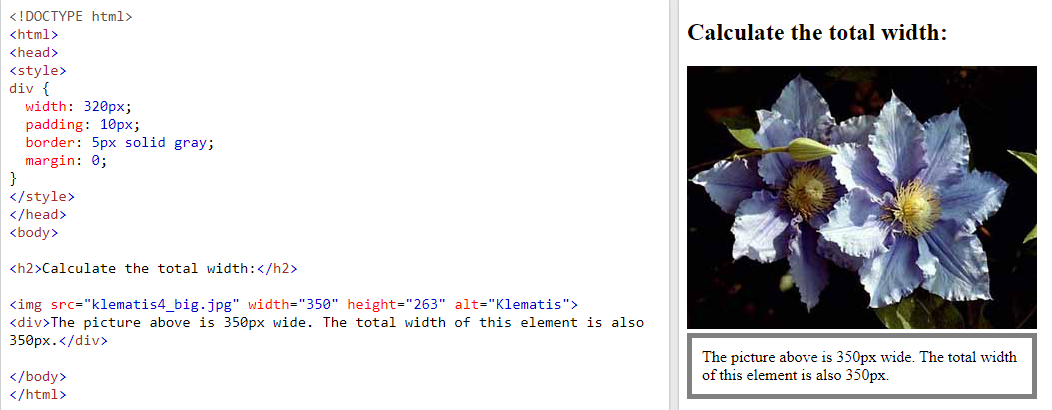 <!DOCTYPE html>
<html>
<head>
<style>
div {
  width: 320px;
  padding: 10px;
  border: 5px solid gray;
  margin: 0;
}
</style>
</head>
<body>

<h2>Calculate the total width:</h2>

<img src="klematis4_big.jpg" width="350" height="263" alt="Klematis">
<div>The picture above is 350px wide. The total width of this element is also
350px.</div>

</body>
</html>
Calculate the total width:
The picture above is 350px wide. The total width
of this element is also 350px.